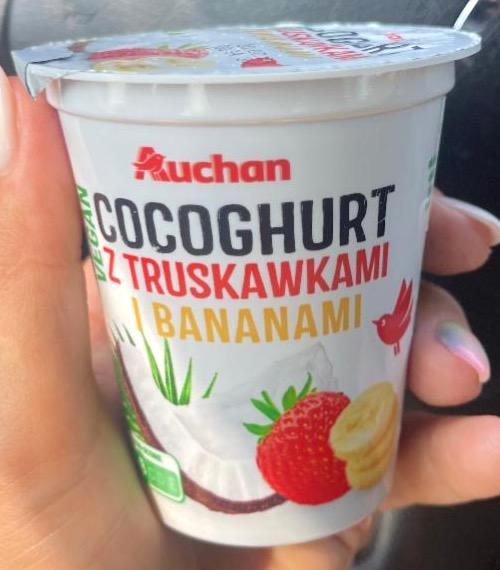 Auchan
VEGAN
COCOGHURT
Z TRUSKAWKAMI
I BANANAMI